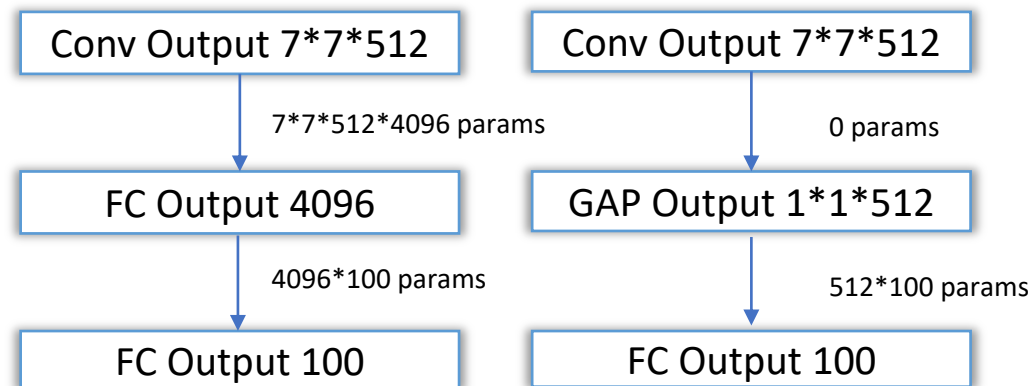 Conv Output 7*7*512
7*7*512*4096 params
FC Output 4096
4096*100 params
FC Output 100
Conv Output 7*7*512
0 params
GAP Output 1*1*512
512*100 params
FC Output 100